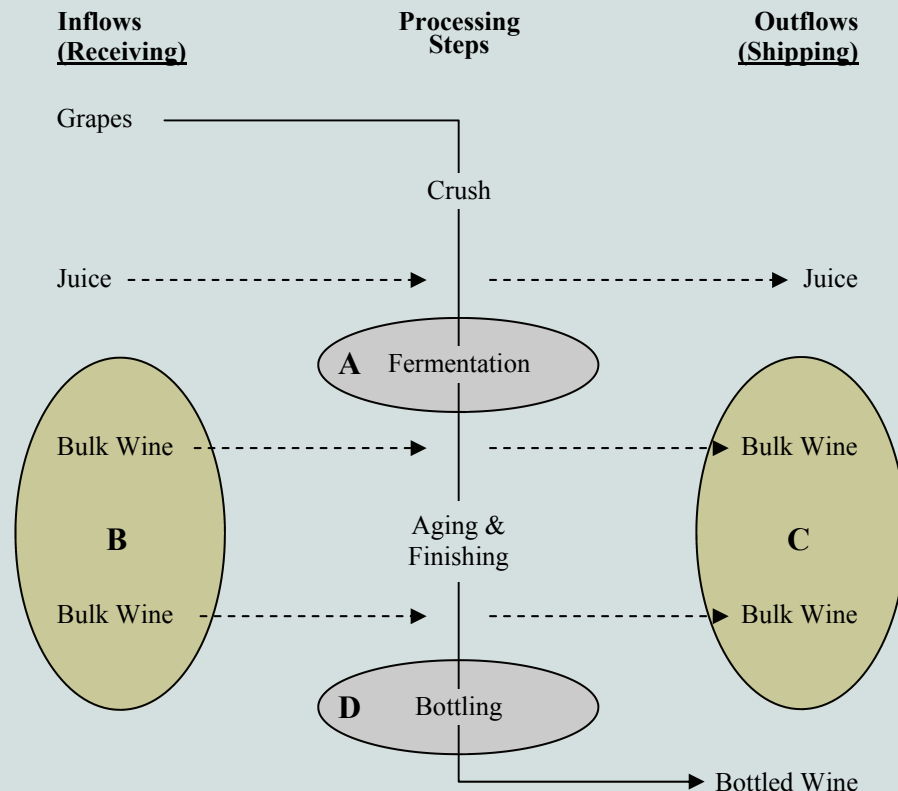 Inflows
(Receiving)
Processing
Steps
Outflows
(Shipping)
Grapes
Crush
Juice
Juice
A Fermentation
Bulk Wine
Bulk Wine
B
Aging &
Finishing
C
Bulk Wine
Bulk Wine
D Bottling
Bottled Wine